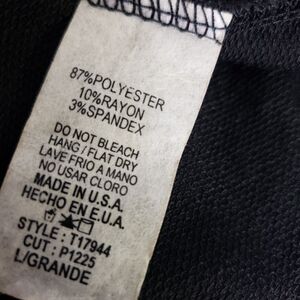 87%POLYESTER
10%RAYON
3%SPANDEX
DO NOT BLEACH
HANG / FLAT DRY
LAVE FRIO A MANO
NO USAR CLORO
MADE IN U.S.A.
HECHO EN E.U.A.
STYLE : T17944
CUT : P1225
L/GRANDE